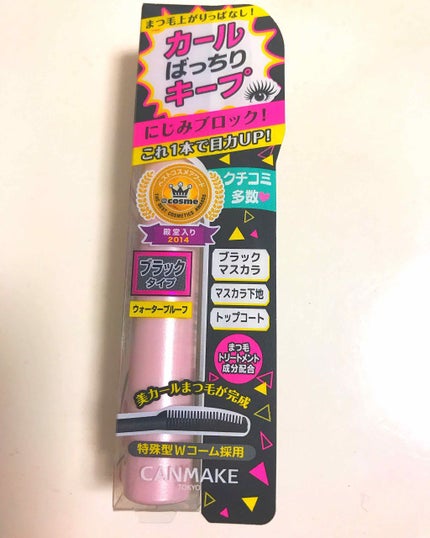 まつ毛上がりっぱなし!
カール
ばっちり
キープ
にじみブロック!
これ1本で目力UP!
ベストコスメアワード
@cosme
THE BEST COSMETICS AWARDS
殿堂入り
2014
クチコミ
多数
ブラック
タイプ
ウォータープルーフ
ブラック
マスカラ
マスカラ下地
トップコート
まつ毛
トリートメント
成分配合
美カールまつ毛が完成
特殊型Wコーム採用
CANMAKE
TOKYO